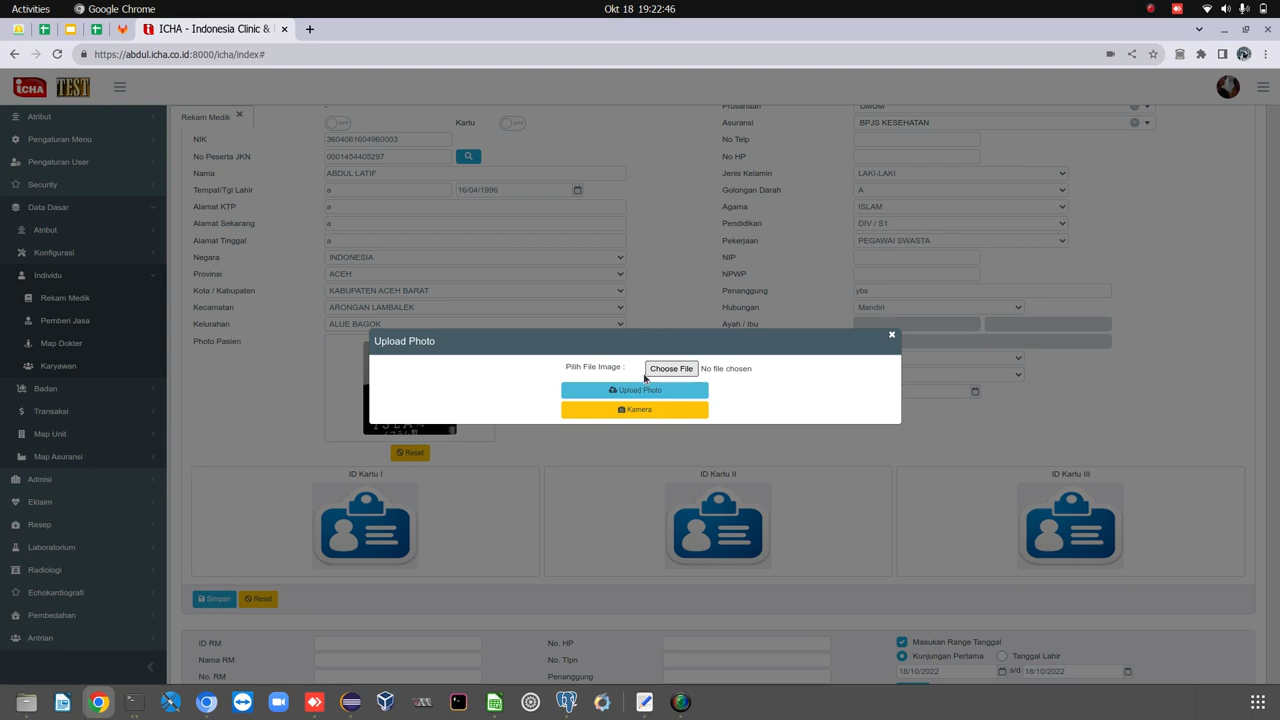 Activities
Google Chrome
Okt 18 19:22:46
ICHA - Indonesia Clinic &
https://abdul.icha.co.id:8000/icha/index#
iCHA TEST
Atribut
Pengaturan Menu
Pengaturan User
Security
Data Dasar
Atribut
Konfigurasi
Individu
Rekam Medik
Pemberi Jasa
Map Dokter
Karyawan
Badan
Transaksi
Map Unit
Map Asuransi
Admisi
Eklaim
Resep
Laboratorium
Radiologi
Echokardiografi
Pembedahan
Antrian
Rekam Medik
OFF Kartu OFF
NIK 3604061604960003
No Peserta JKN 0001454405297
Nama ABDUL LATIF
Tempat/Tgl Lahir a 16/04/1996
Alamat KTP a
Alamat Sekarang a
Alamat Tinggal a
Negara INDONESIA
Provinsi ACEH
Kota / Kabupaten KABUPATEN ACEH BARAT
Kecamatan ARONGAN LAMBALEK
Kelurahan ALUE BAGOK
Photo Pasien
Reset
UMUM
Asuransi BPJS KESEHATAN
No Telp
No HP
Jenis Kelamin LAKI-LAKI
Golongan Darah A
Agama ISLAM
Pendidikan DIV / S1
Pekerjaan PEGAWAI SWASTA
NIP
NPWP
Penanggung ybs
Hubungan Mandiri
Ayah / Ibu
Upload Photo
Pilih File Image : Choose File No file chosen
Upload Photo
Kamera
ID Kartu I
ID Kartu II
ID Kartu III
Simpan Reset
ID RM
Nama RM
No. RM
No. HP
No. Tlpn
Penanggung
Masukan Range Tanggal
Kunjungan Pertama Tanggal Lahir
18/10/2022 s/d 18/10/2022